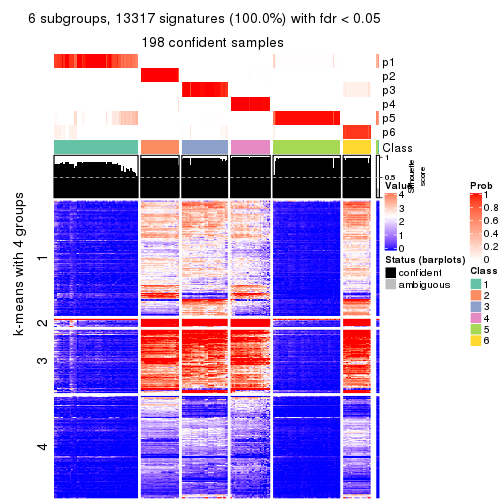 6 subgroups, 13317 signatures (100.0%) with fdr < 0.05
198 confident samples
p1
p2
p3
p4
p5
p6
Class
1
0.5
0
Silhouette
score
k-means with 4 groups
1
2
3
4
Value
4
3
2
1
0
Status (barplots)
confident
ambiguous
Prob
1
0.8
0.6
0.4
0.2
0
Class
1
2
3
4
5
6